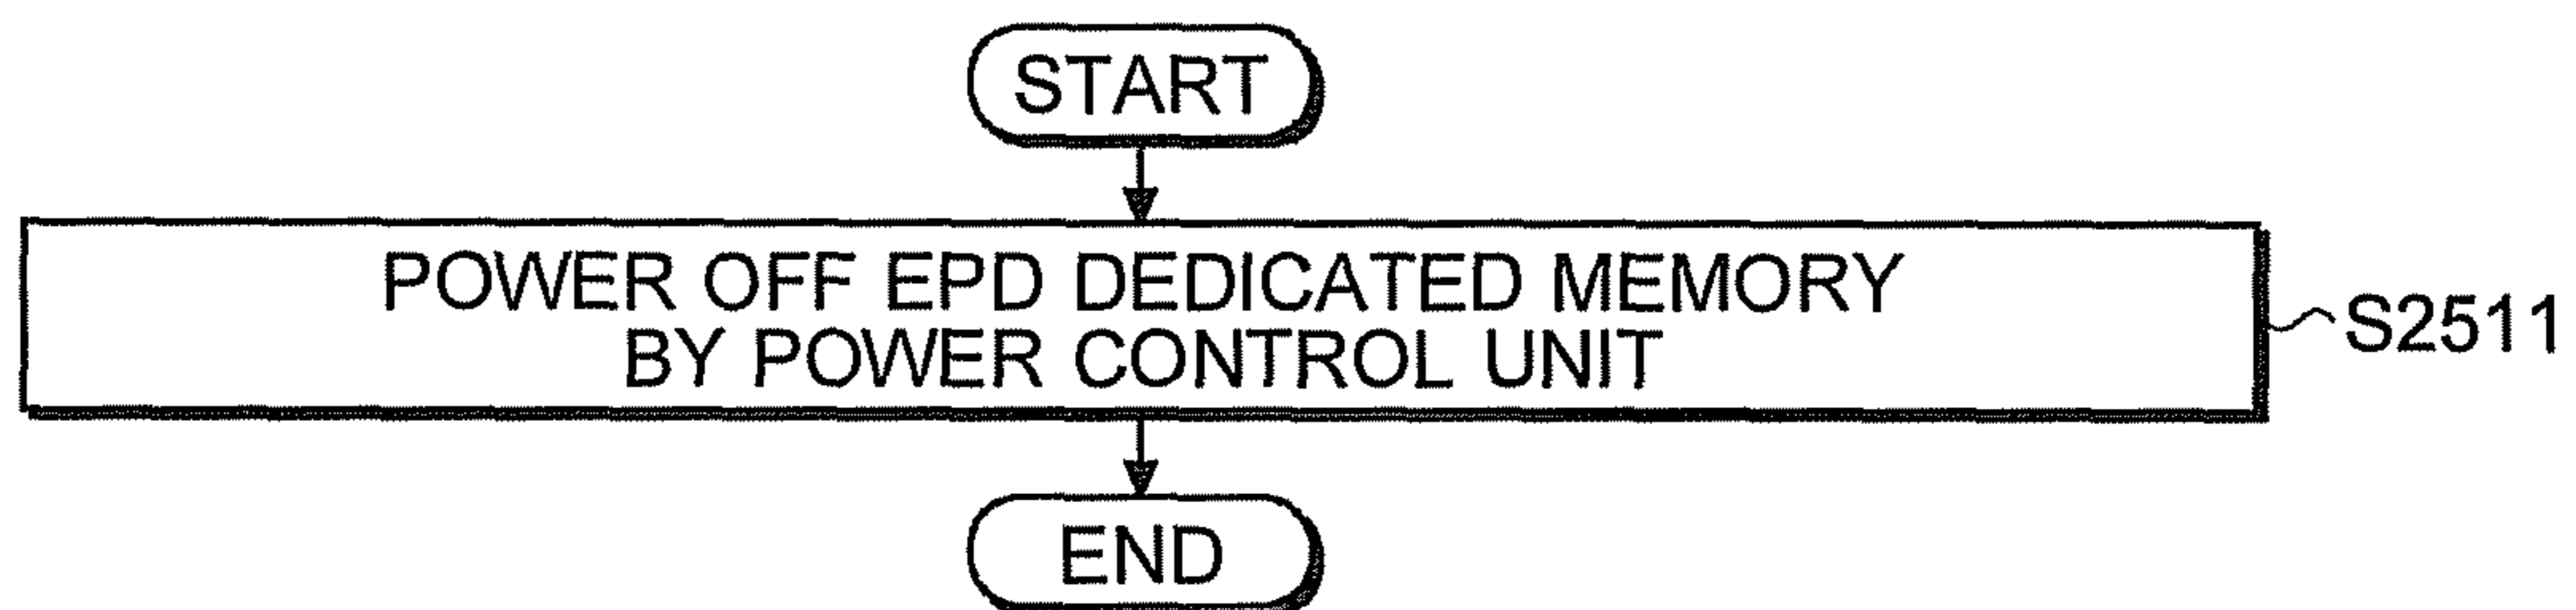 START
POWER OFF EPD DEDICATED MEMORY
BY POWER CONTROL UNIT
S2511
END